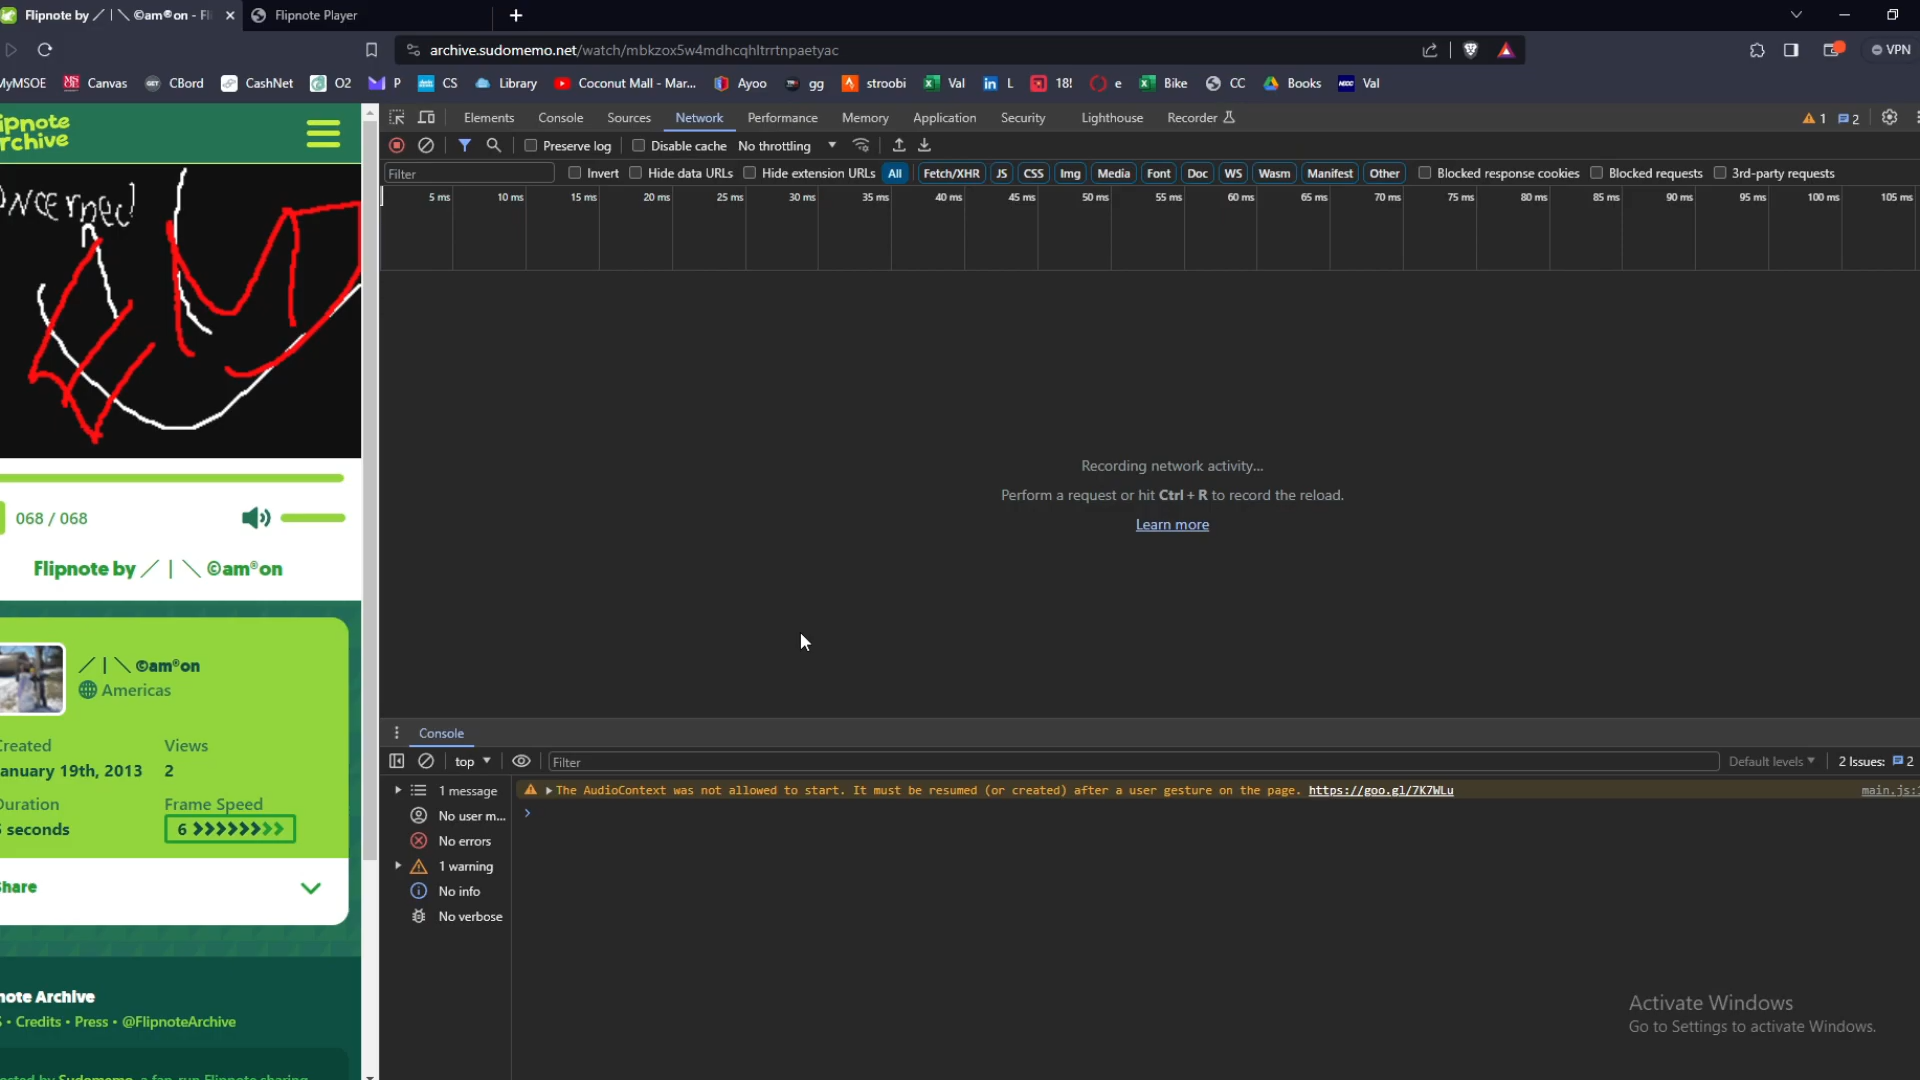 Flipnote by ／｜＼ ©am®on - Fl
Flipnote Player
archive.sudomemo.net/watch/mbkzox5w4mdhcqhltrrtnpaetyac
VPN
MyMSOE
Canvas
CBord
CashNet
O2
P
CS
Library
Coconut Mall - Mar...
Ayoo
gg
stroobi
Val
L
18!
e
Bike
CC
Books
Val
Elements
Console
Sources
Network
Performance
Memory
Application
Security
Lighthouse
Recorder
1
2
Preserve log
Disable cache
No throttling
Filter
Invert
Hide data URLs
Hide extension URLs
All
Fetch/XHR
JS
CSS
Img
Media
Font
Doc
WS
Wasm
Manifest
Other
Blocked response cookies
Blocked requests
3rd-party requests
5 ms
10 ms
15 ms
20 ms
25 ms
30 ms
35 ms
40 ms
45 ms
50 ms
55 ms
60 ms
65 ms
70 ms
75 ms
80 ms
85 ms
90 ms
95 ms
100 ms
105 ms
Recording network activity...
Perform a request or hit Ctrl + R to record the reload.
Learn more
ipnote
rchive
oncerned!
068 / 068
Flipnote by ／｜＼ ©am®on
／｜＼ ©am®on
Americas
Created
Views
anuary 19th, 2013
2
Duration
Frame Speed
seconds
6
Share
note Archive
• Credits • Press • @FlipnoteArchive
Console
top
Filter
Default levels
2 Issues:
2
1 message
No user m...
No errors
1 warning
No info
No verbose
The AudioContext was not allowed to start. It must be resumed (or created) after a user gesture on the page. https://goo.gl/7K7WLu
main.js:
Activate Windows
Go to Settings to activate Windows.